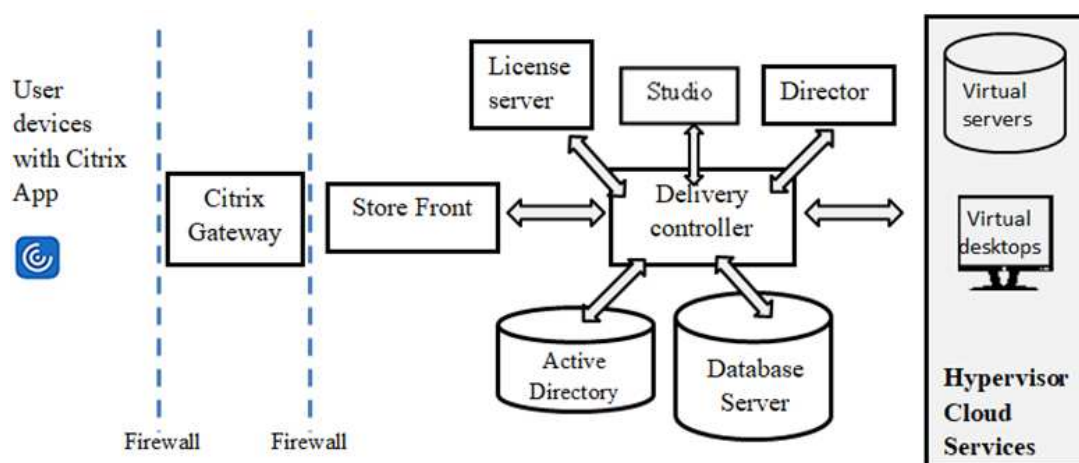 User
devices
with Citrix
App
Citrix
Gateway
Store Front
License
server
Studio
Director
Delivery
controller
Active
Directory
Database
Server
Virtual
servers
Virtual
desktops
Hypervisor
Cloud
Services
Firewall
Firewall